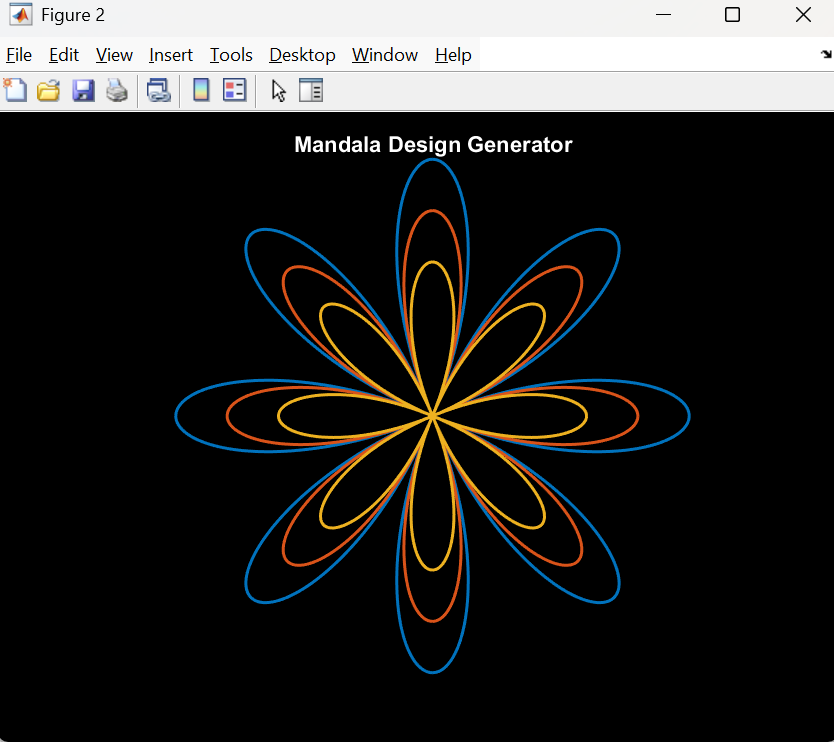 Figure 2
File Edit View Insert Tools Desktop Window Help
Mandala Design Generator